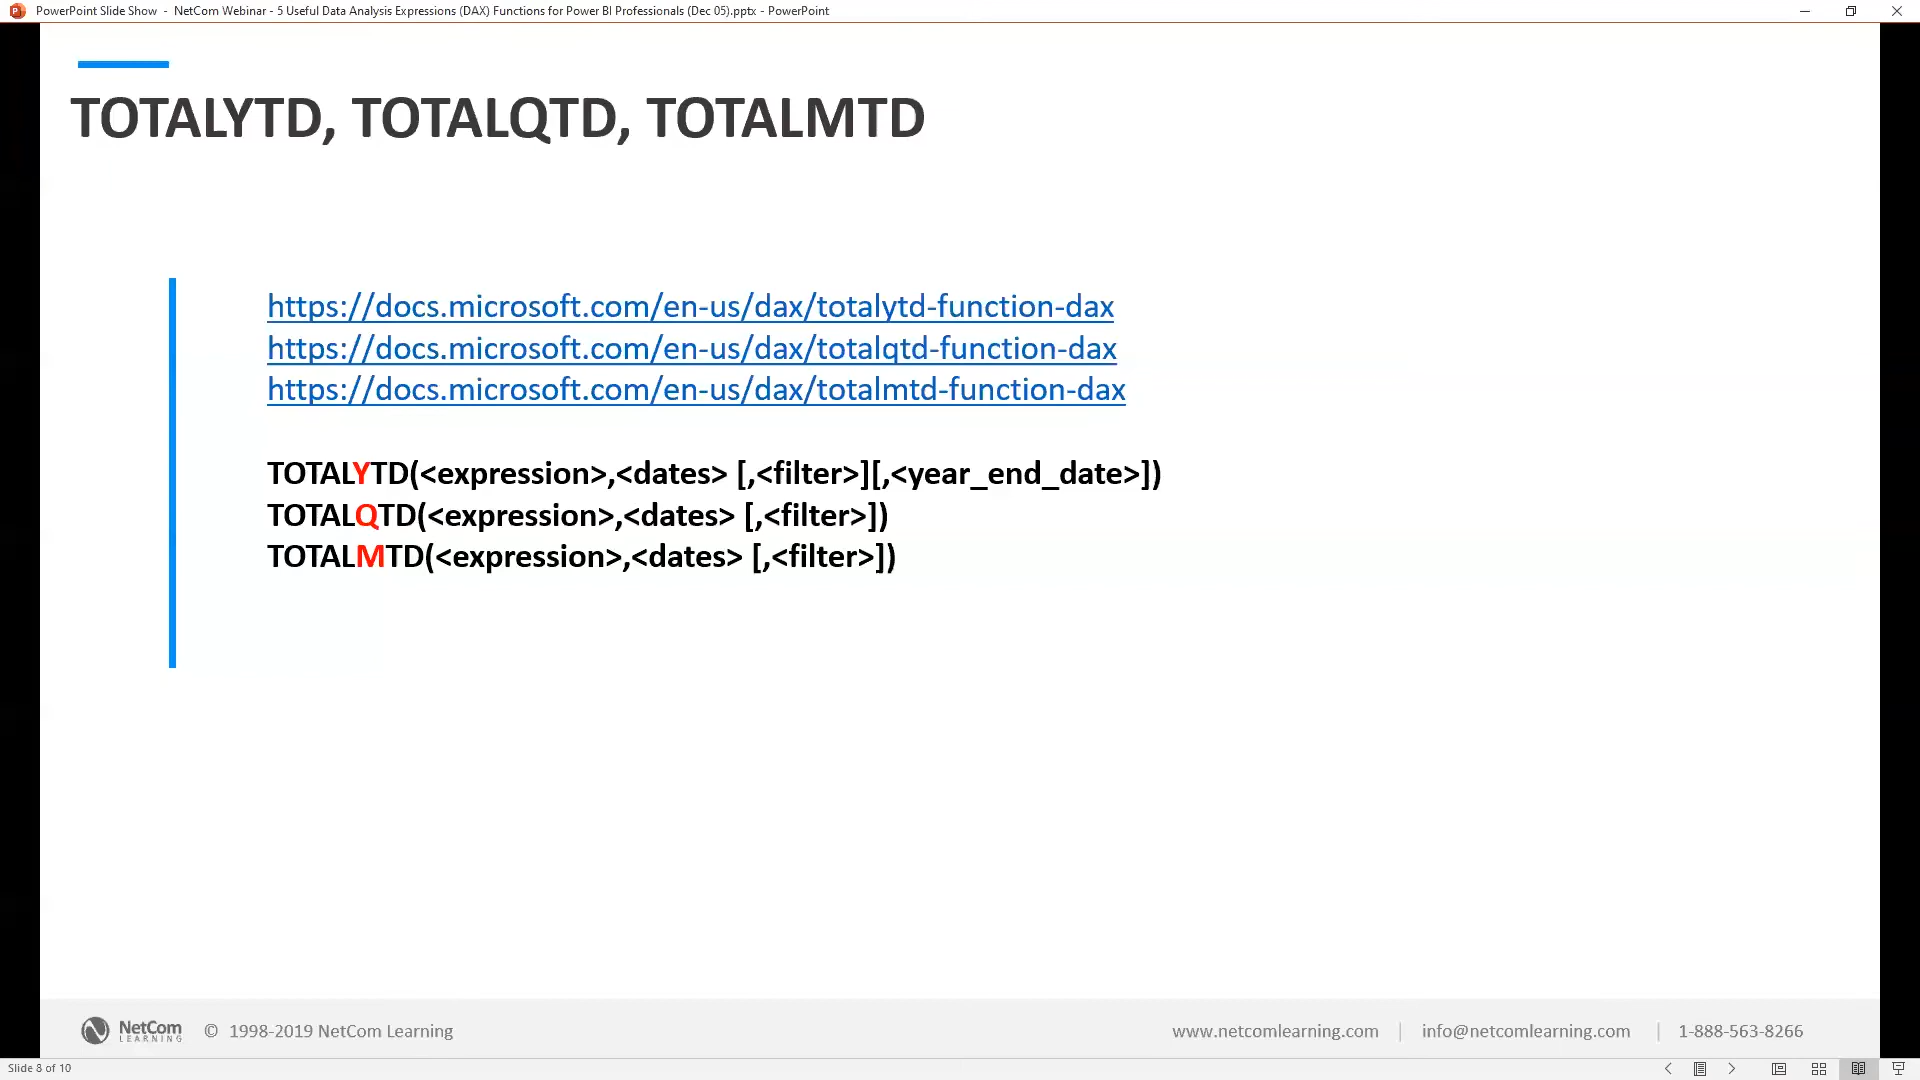 PowerPoint Slide Show - NetCom Webinar - 5 Useful Data Analysis Expressions (DAX) Functions for Power BI Professionals (Dec 05).pptx - PowerPoint
TOTALYTD, TOTALQTD, TOTALMTD
https://docs.microsoft.com/en-us/dax/totalytd-function-dax
https://docs.microsoft.com/en-us/dax/totalqtd-function-dax
https://docs.microsoft.com/en-us/dax/totalmtd-function-dax
TOTALYTD(<expression>,<dates> [,<filter>][,<year_end_date>])
TOTALQTD(<expression>,<dates> [,<filter>])
TOTALMTD(<expression>,<dates> [,<filter>])
NetCom LEARNING © 1998-2019 NetCom Learning www.netcomlearning.com | info@netcomlearning.com | 1-888-563-8266
Slide 8 of 10